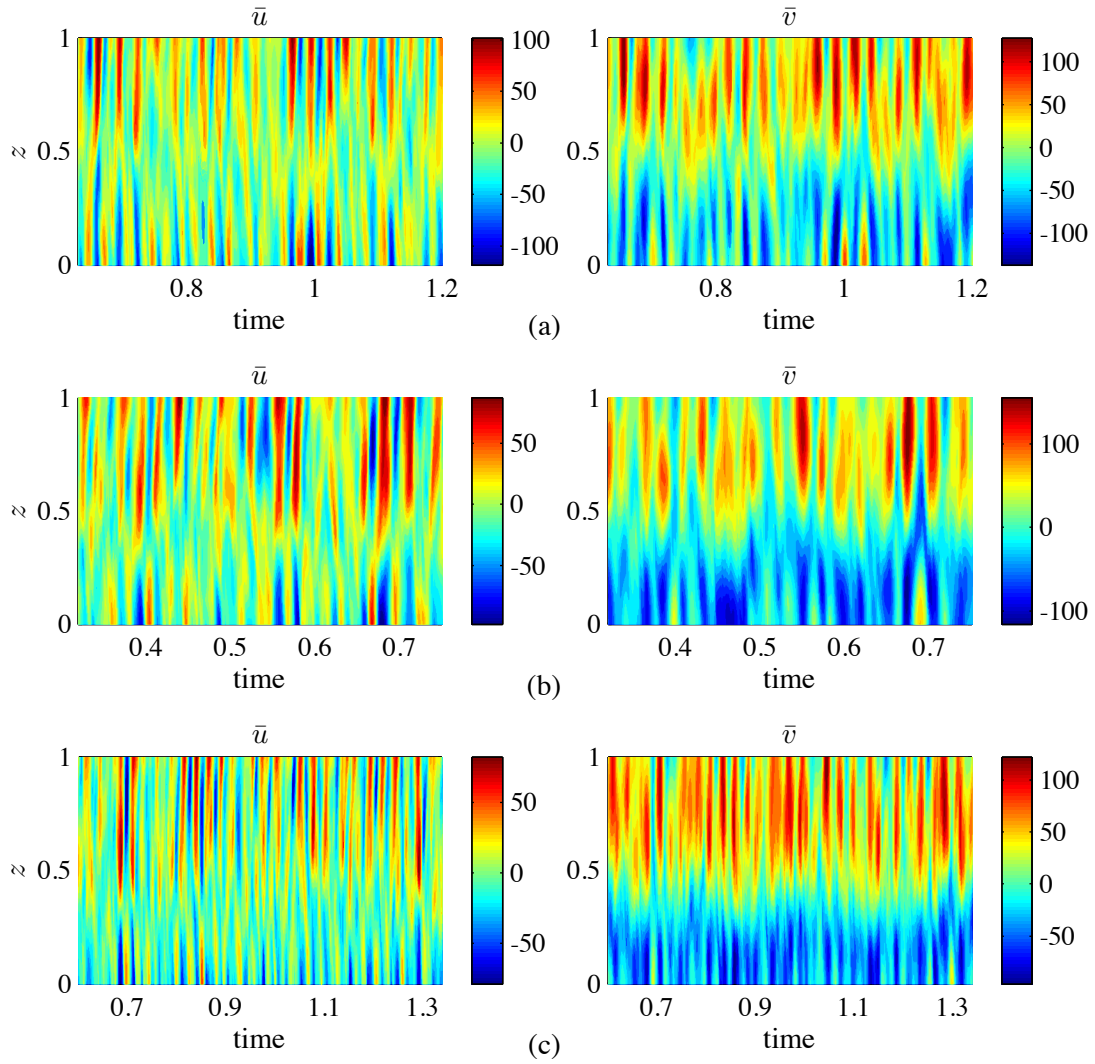 ū v̄
1 100 1 100
50 50
z 0.5 0 0.5 0
-50 -50
0 -100 0 -100
0.8 1 1.2 0.8 1 1.2
time time
(a)
ū v̄
1 1
50 100
z 0.5 0 0.5 0
-50
0 0 -100
0.4 0.5 0.6 0.7 0.4 0.5 0.6 0.7
time time
(b)
ū v̄
1 1 100
50 50
z 0.5 0 0.5 0
-50 -50
0 0
0.7 0.9 1.1 1.3 0.7 0.9 1.1 1.3
time time
(c)